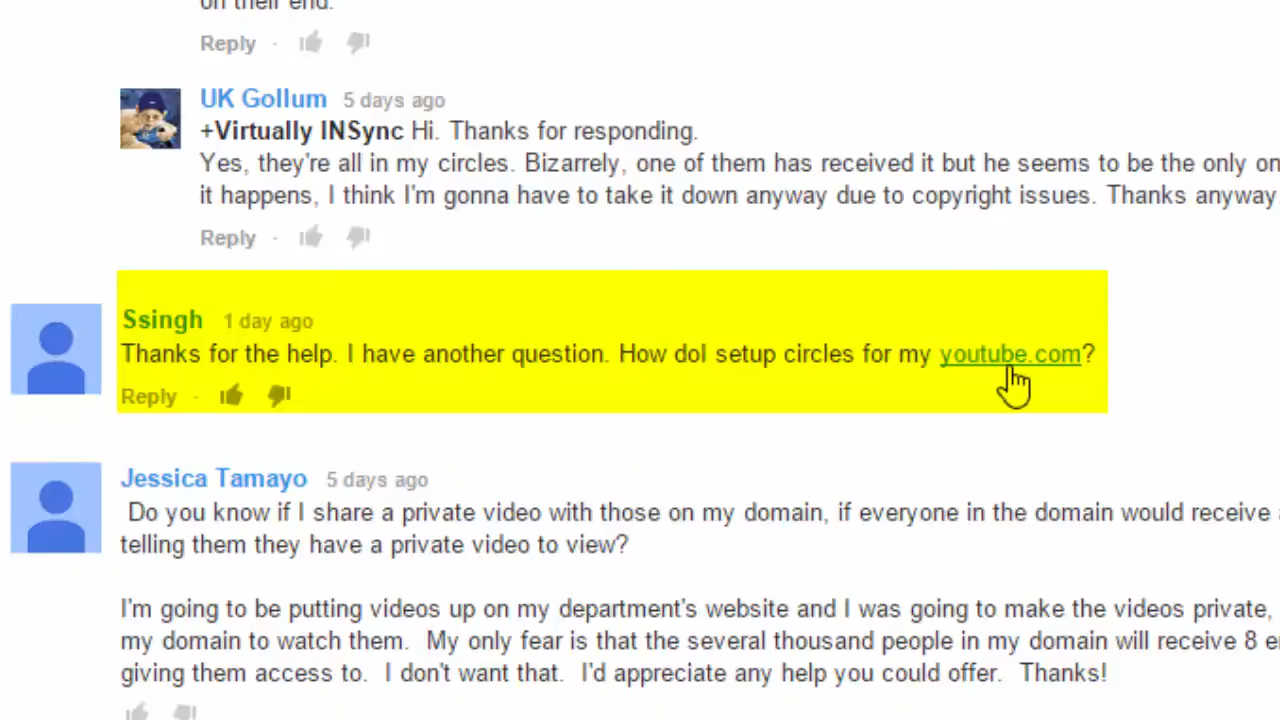 on their end.
Reply ·
UK Gollum 5 days ago
+Virtually INSync Hi. Thanks for responding.
Yes, they're all in my circles. Bizarrely, one of them has received it but he seems to be the only
it happens, I think I'm gonna have to take it down anyway due to copyright issues. Thanks anyway
Reply ·
Ssingh 1 day ago
Thanks for the help. I have another question. How doI setup circles for my youtube.com?
Reply ·
Jessica Tamayo 5 days ago
Do you know if I share a private video with those on my domain, if everyone in the domain would receive
telling them they have a private video to view?
I'm going to be putting videos up on my department's website and I was going to make the videos private,
my domain to watch them. My only fear is that the several thousand people in my domain will receive 8
giving them access to. I don't want that. I'd appreciate any help you could offer. Thanks!